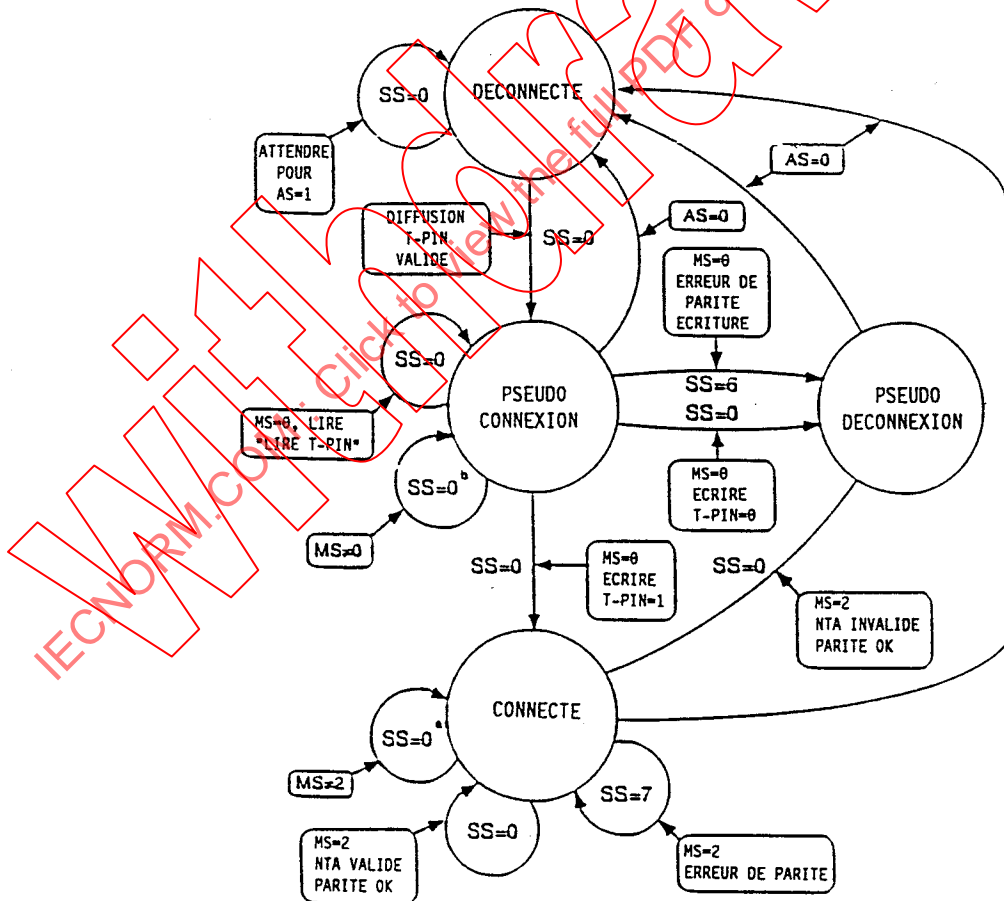 DECONNECTE
SS=0
ATTENDRE
POUR
AS=1
AS=0
DIFFUSION
T-PIN
VALIDE
SS=0
AS=0
MS=0
ERREUR DE
PARITE
ECRITURE
SS=0
SS=6
SS=0
PSEUDO
CONNEXION
PSEUDO
DECONNEXION
MS=0, LIRE
"LIRE T-PIN"
SS=0 b
MS≠0
MS=0
ECRIRE
T-PIN=0
SS=0
MS=0
ECRIRE
T-PIN=1
SS=0
MS=2
NTA INVALIDE
PARITE OK
CONNECTE
SS=0 a
MS≠2
SS=0
SS=7
MS=2
NTA VALIDE
PARITE OK
MS=2
ERREUR DE PARITE
IECNORM.COM: Click to view the full PDF